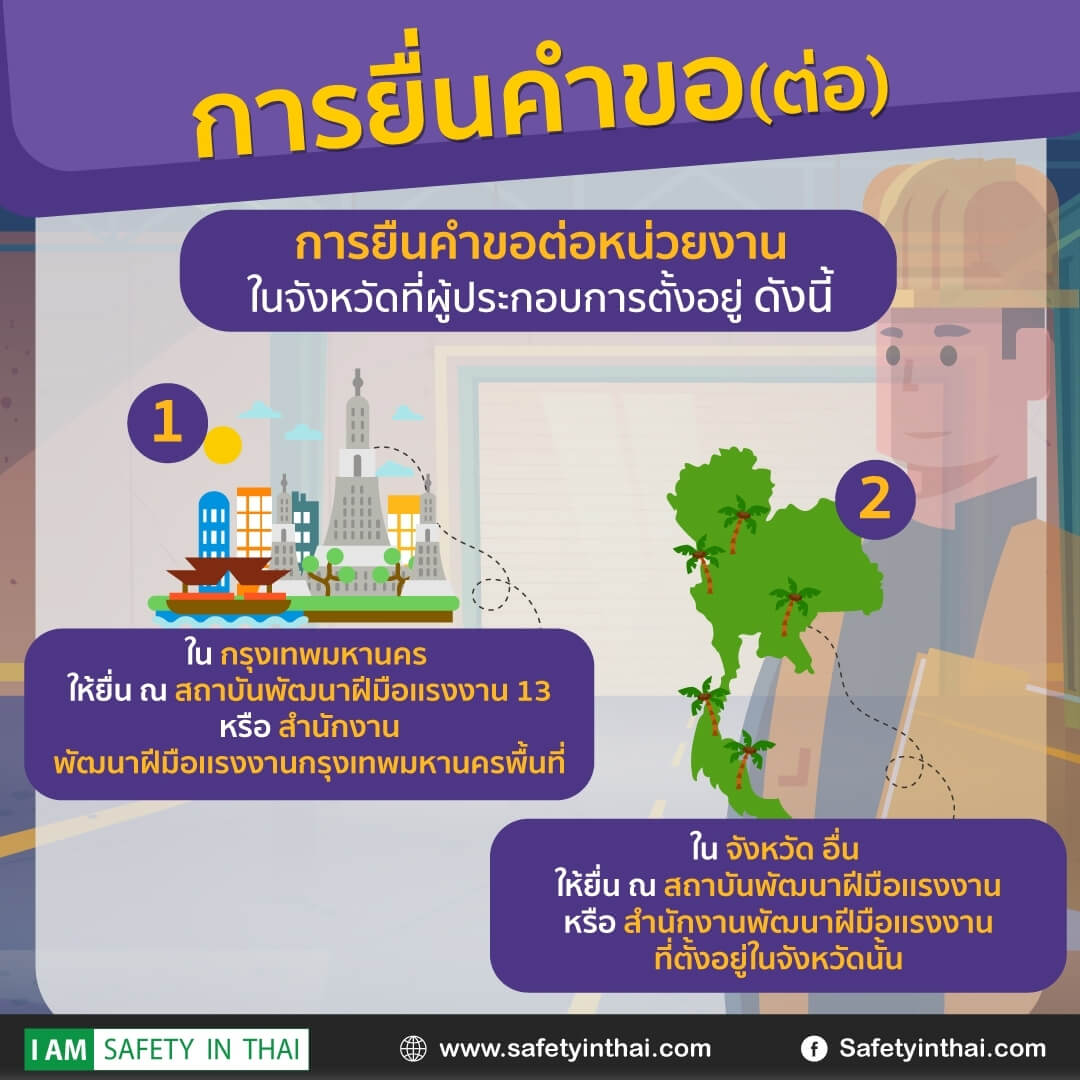 การยื่นคำขอ(ต่อ)
การยืนคำขอต่อหน่วยงาน
ในจังหวัดที่ผู้ประกอบการตั้งอยู่ ดังนี้
1
2
ใน กรุงเทพมหานคร
ให้ยื่น ณ สถาบันพัฒนาฝีมือแรงงาน 13
หรือ สำนักงาน
พัฒนาฝีมือแรงงานกรุงเทพมหานครพื้นที่
ใน จังหวัด อื่น
ให้ยื่น ณ สถาบันพัฒนาฝีมือแรงงาน
หรือ สำนักงานพัฒนาฝีมือแรงงาน
ที่ตั้งอยู่ในจังหวัดนั้น
I AM SAFETY IN THAI
www.safetyinthai.com
Safetyinthai.com